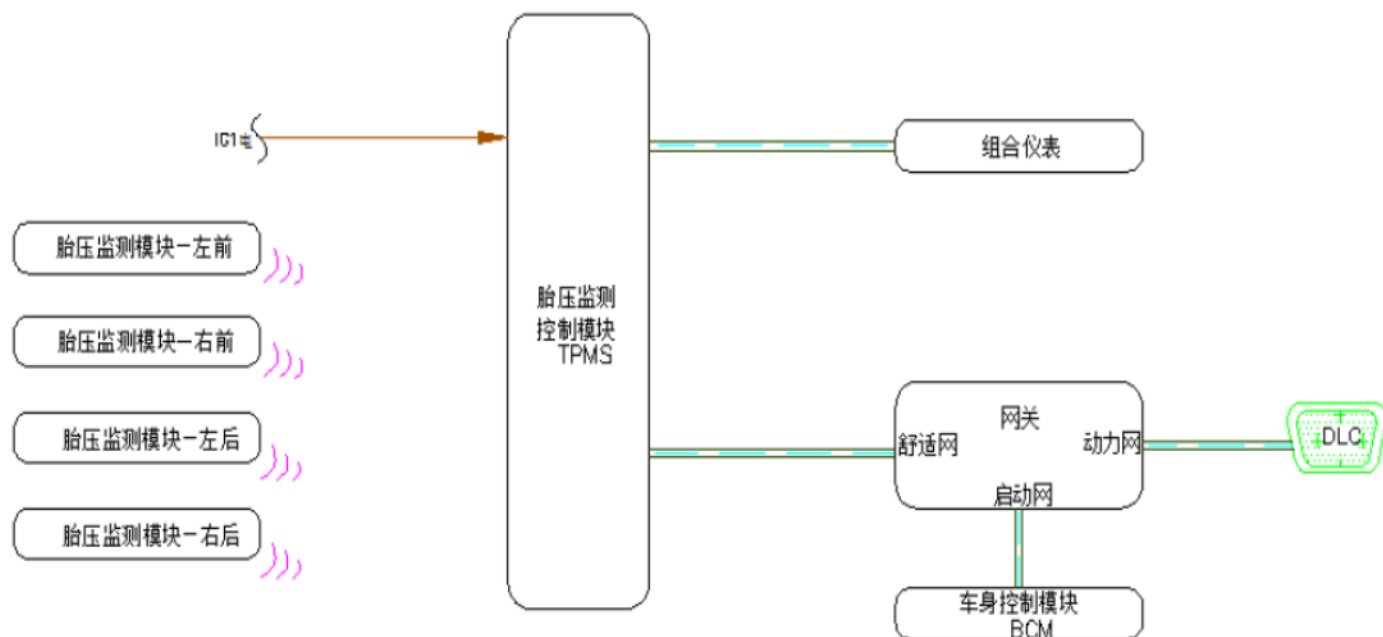 IG1电
组合仪表
胎压监测模块－左前
胎压监测模块－右前
胎压监测模块－左后
胎压监测模块－右后
胎压监测
控制模块
TPMS
网关
舒适网
动力网
启动网
DLC
车身控制模块
BCM